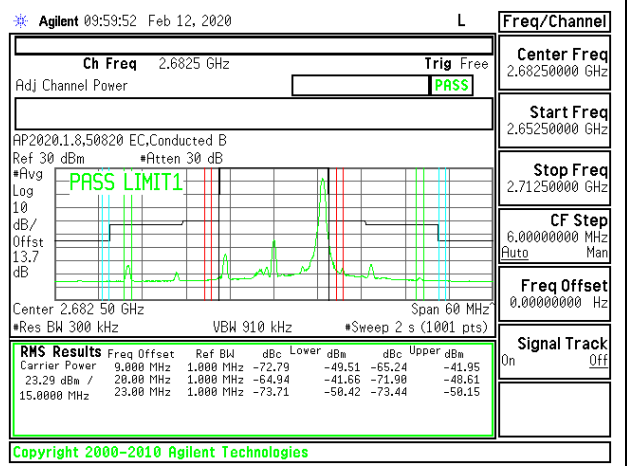 Agilent 09:59:52 Feb 12, 2020 L Freq/Channel
Ch Freq 2.6825 GHz Trig Free
Adj Channel Power PASS
AP2020.1.8,50820 EC,Conducted B
Ref 30 dBm #Atten 30 dB
#Avg
Log
10
dB/
Offst
13.7
dB
PASS LIMIT1
Center 2.682 50 GHz Span 60 MHz^
#Res BW 300 kHz VBW 910 kHz #Sweep 2 s (1001 pts)
RMS Results Freq Offset Ref BW dBc Lower dBm dBc Upper dBm
Carrier Power 9.000 MHz 1.000 MHz -72.79 -49.51 -65.24 -41.95
23.29 dBm / 20.00 MHz 1.000 MHz -64.94 -41.66 -71.90 -48.61
15.0000 MHz 23.00 MHz 1.000 MHz -73.71 -50.42 -73.44 -50.15
Copyright 2000-2010 Agilent Technologies
Center Freq
2.68250000 GHz
Start Freq
2.65250000 GHz
Stop Freq
2.71250000 GHz
CF Step
6.00000000 MHz
Auto Man
Freq Offset
0.00000000 Hz
Signal Track
On Off